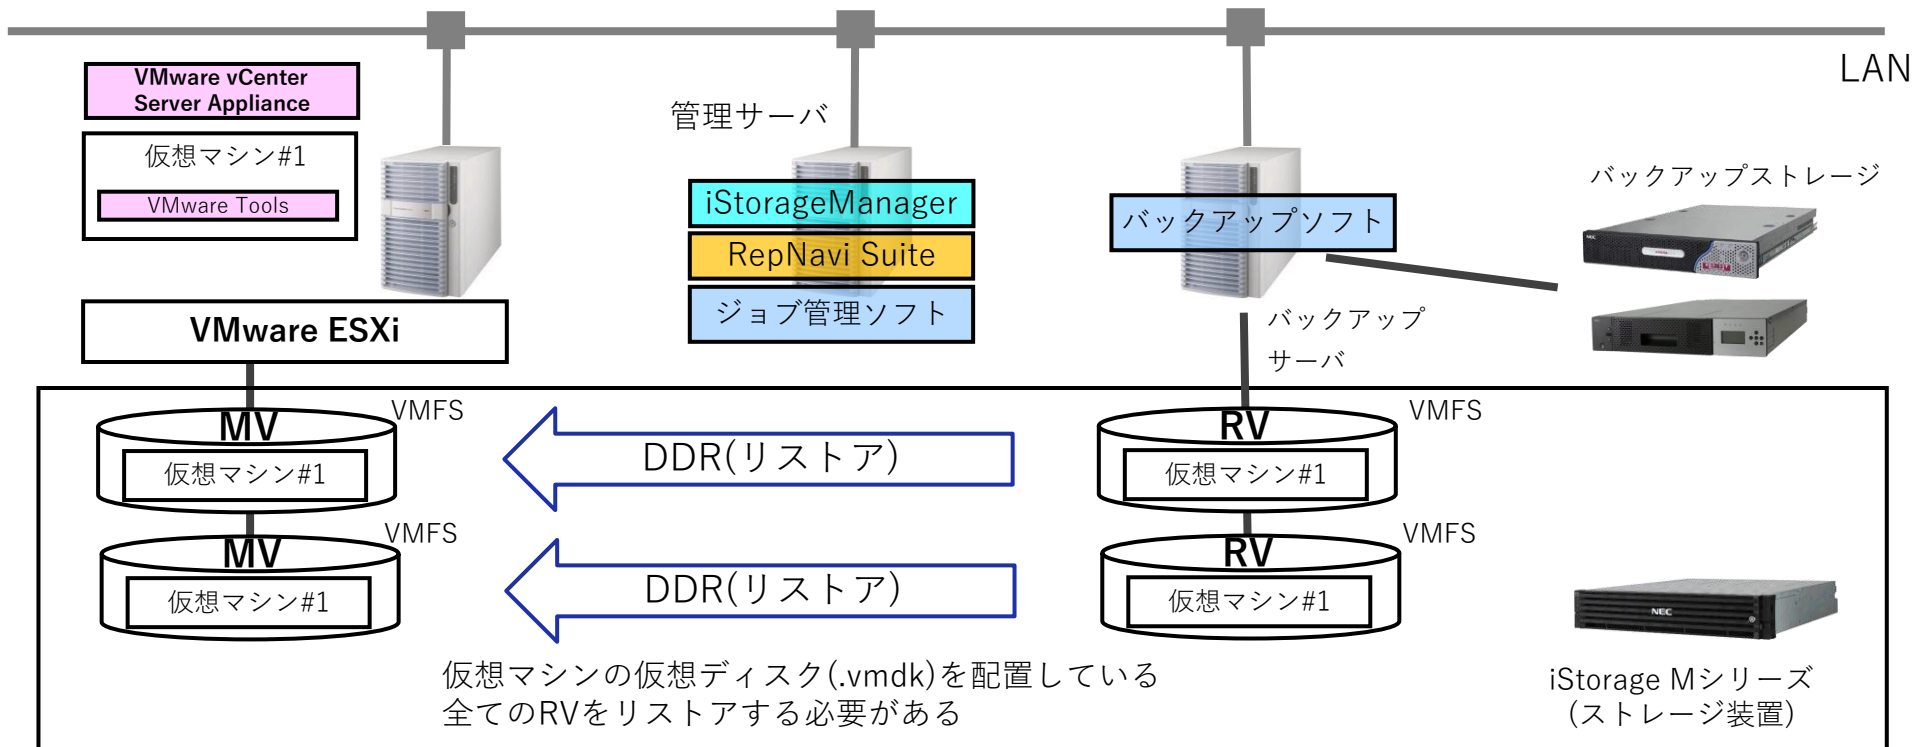 LAN
VMware vCenter
Server Appliance
仮想マシン#1
VMware Tools
管理サーバ
iStorageManager
RepNavi Suite
ジョブ管理ソフト
バックアップソフト
バックアップストレージ
NEC
VMware ESXi
バックアップ
サーバ
MV
VMFS
仮想マシン#1
DDR(リストア)
RV
VMFS
仮想マシン#1
MV
VMFS
仮想マシン#1
DDR(リストア)
RV
VMFS
仮想マシン#1
NEC
仮想マシンの仮想ディスク(.vmdk)を配置している
全てのRVをリストアする必要がある
iStorage Mシリーズ
(ストレージ装置)